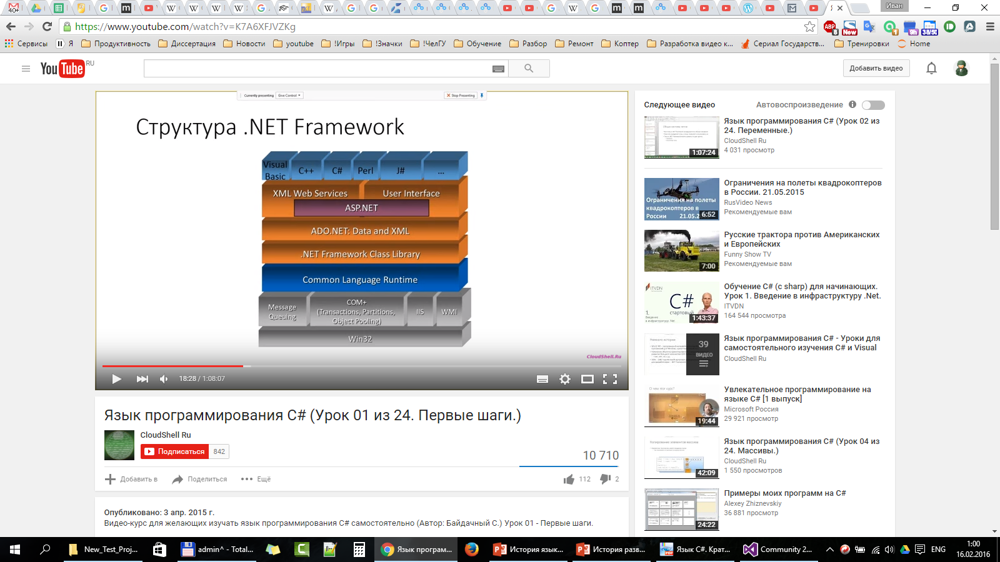 40+
Иван
https://www.youtube.com/watch?v=K7A6XFJVZKg
Сервисы Я Продуктивность Диссертация Новости youtube !Игры !Значки !ЧелГУ Обучение Разбор Ремонт Коптер Разработка видео к... Сериал Государств... Тренировки Home
YouTube RU
Добавить видео
Currently presenting Give Control Stop Presenting
Структура .NET Framework
Visual Basic C++ C# Perl J# ...
XML Web Services User Interface
ASP.NET
ADO.NET: Data and XML
.NET Framework Class Library
Common Language Runtime
Message Queuing
COM+
(Transactions, Partitions,
Object Pooling)
IIS WMI
Win32
CloudShell.Ru
18:28 / 1:08:07
Язык программирования C# (Урок 01 из 24. Первые шаги.)
CloudShell Ru
Подписаться 842
10 710
Добавить в Поделиться Ещё 112 2
Опубликовано: 3 апр. 2015 г.
Видео-курс для желающих изучать язык программирования C# самостоятельно (Автор: Байдачный С.) Урок 01 - Первые шаги.
Следующее видео Автовоспроизведение
1:07:24
Язык программирования C# (Урок 02 из
24. Переменные.)
CloudShell Ru
4 031 просмотр
Ограничения на полеты
квадрокоптеров в
России 21.05.2
6:52
Ограничения на полеты квадрокоптеров
в России. 21.05.2015
RusVideo News
Рекомендуемые вам
7:00
Русские трактора против Американских
и Европейских
Funny Show TV
Рекомендуемые вам
ITVDN
C#
стартовый
1.
1:43:37
Обучение C# (c sharp) для начинающих.
Урок 1. Введение в инфраструктуру .Net.
ITVDN
164 544 просмотра
39
ВИДЕО
Язык программирования C# - Уроки для
самостоятельного изучения C# и Visual
CloudShell Ru
19:44
Увлекательное программирование на
языке C# [1 выпуск]
Microsoft Россия
29 921 просмотр
42:09
Язык программирования C# (Урок 04 из
24. Массивы.)
CloudShell Ru
1 550 просмотров
24:22
Примеры моих программ на C#
Alexey Zhiznevskiy
36 881 просмотр
New_Test_Proj... admin^ - Total... Язык програм... История язык... История разв... Язык C#. Крат... Community 2... ENG
1:00
16.02.2016